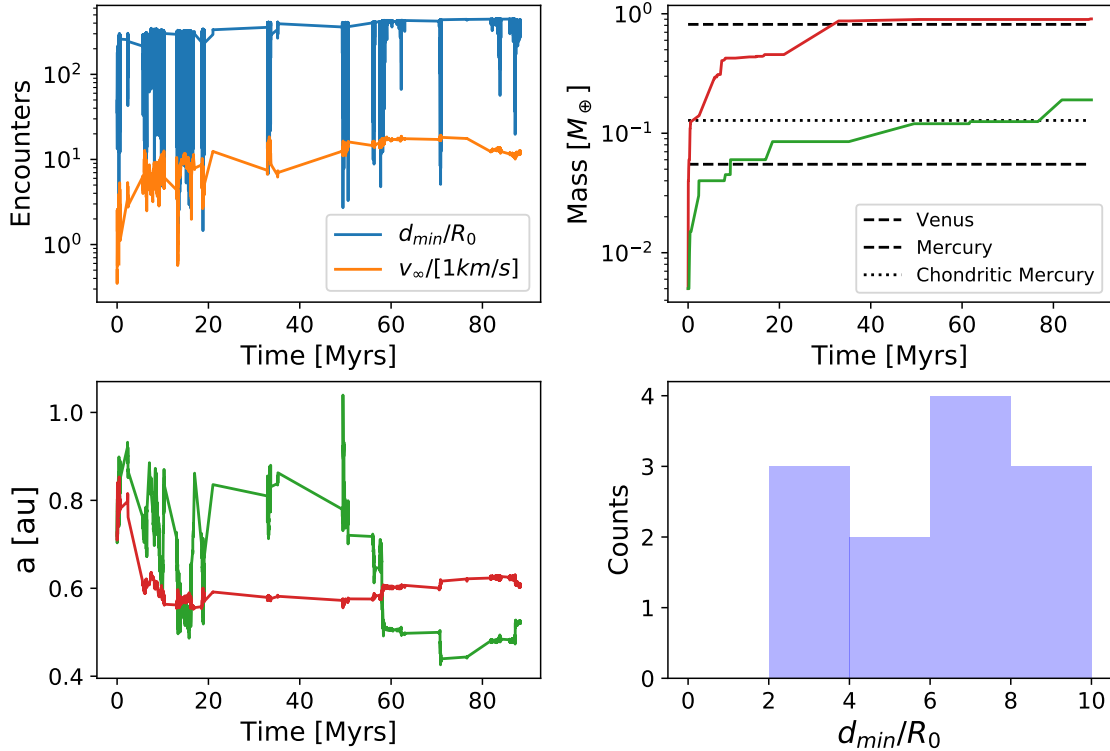 Encounters
10²
10¹
10⁰
d_min/R_0
v_∞/[1km/s]
0 20 40 60 80
Time [Myrs]
Mass [M_⊕]
10⁰
10⁻¹
10⁻²
Venus
Mercury
Chondritic Mercury
0 20 40 60 80
Time [Myrs]
a [au]
1.0
0.8
0.6
0.4
0 20 40 60 80
Time [Myrs]
Counts
4
3
2
1
0
0 2 4 6 8 10
d_min/R_0